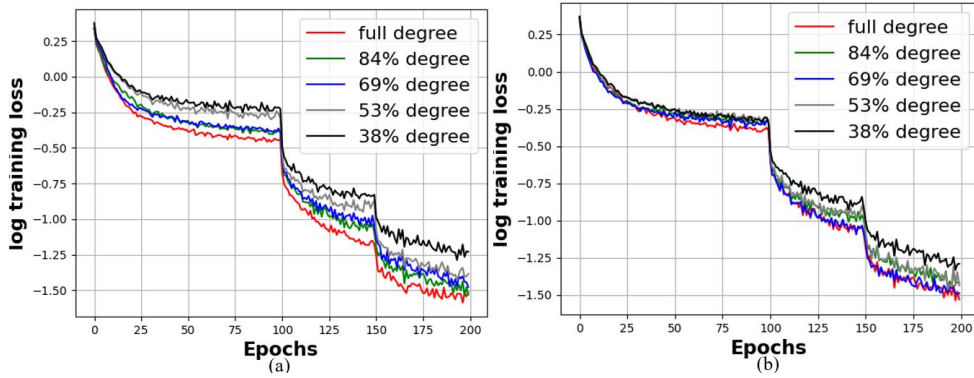 0.25
0.00
−0.25
−0.50
−0.75
−1.00
−1.25
−1.50
log training loss
full degree
84% degree
69% degree
53% degree
38% degree
0 25 50 75 100 125 150 175 200
Epochs
(a)
0.25
0.00
−0.25
−0.50
−0.75
−1.00
−1.25
−1.50
log training loss
full degree
84% degree
69% degree
53% degree
38% degree
0 25 50 75 100 125 150 175 200
Epochs
(b)